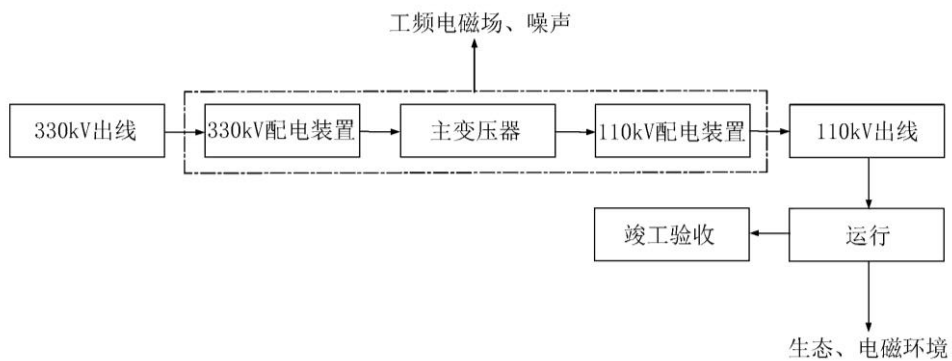 工频电磁场、噪声
330kV出线
330kV配电装置
主变压器
110kV配电装置
110kV出线
竣工验收
运行
生态、电磁环境